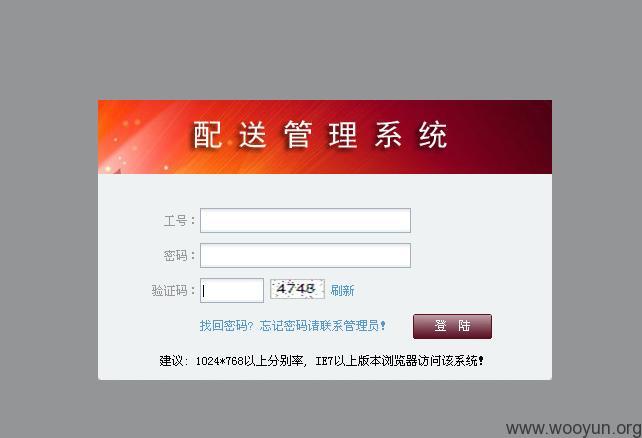 配送管理系统
工号：
密码：
验证码： 4748 刷新
找回密码? 忘记密码请联系管理员! 登 陆
建议: 1024*768以上分别率, IE7以上版本浏览器访问该系统!
www.wooyun.org